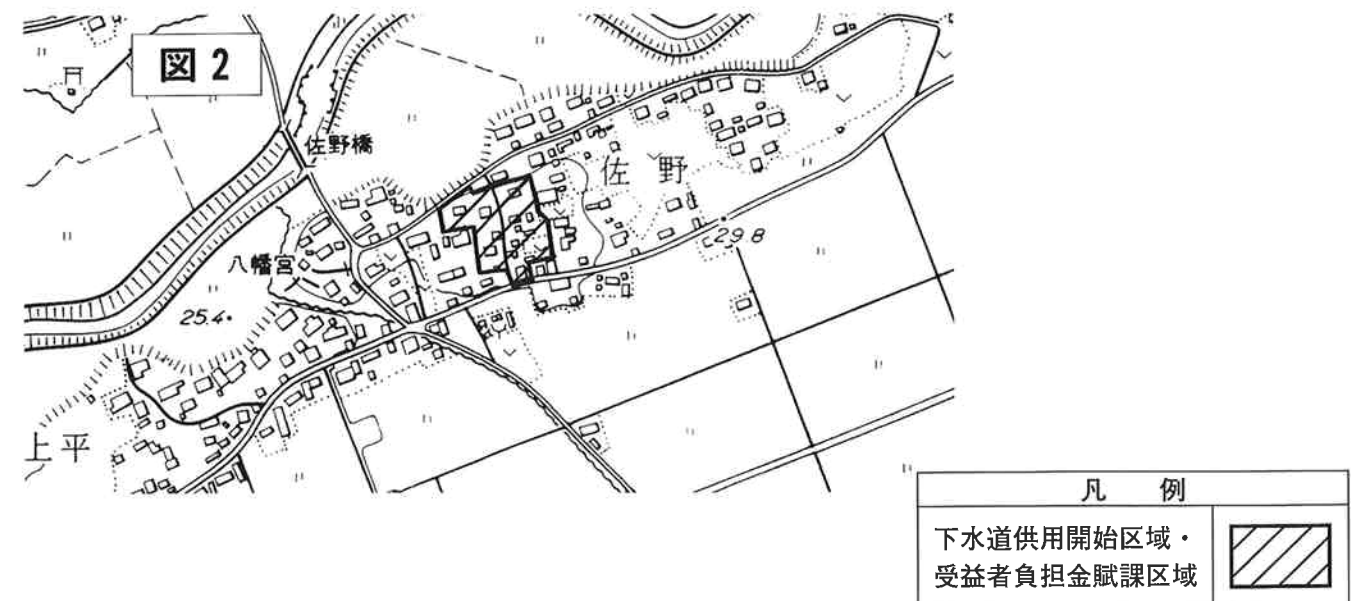 図2
佐野橋
佐野
29.8
八幡宮
25.4
上平
凡例
下水道供用開始区域・
受益者負担金賦課区域